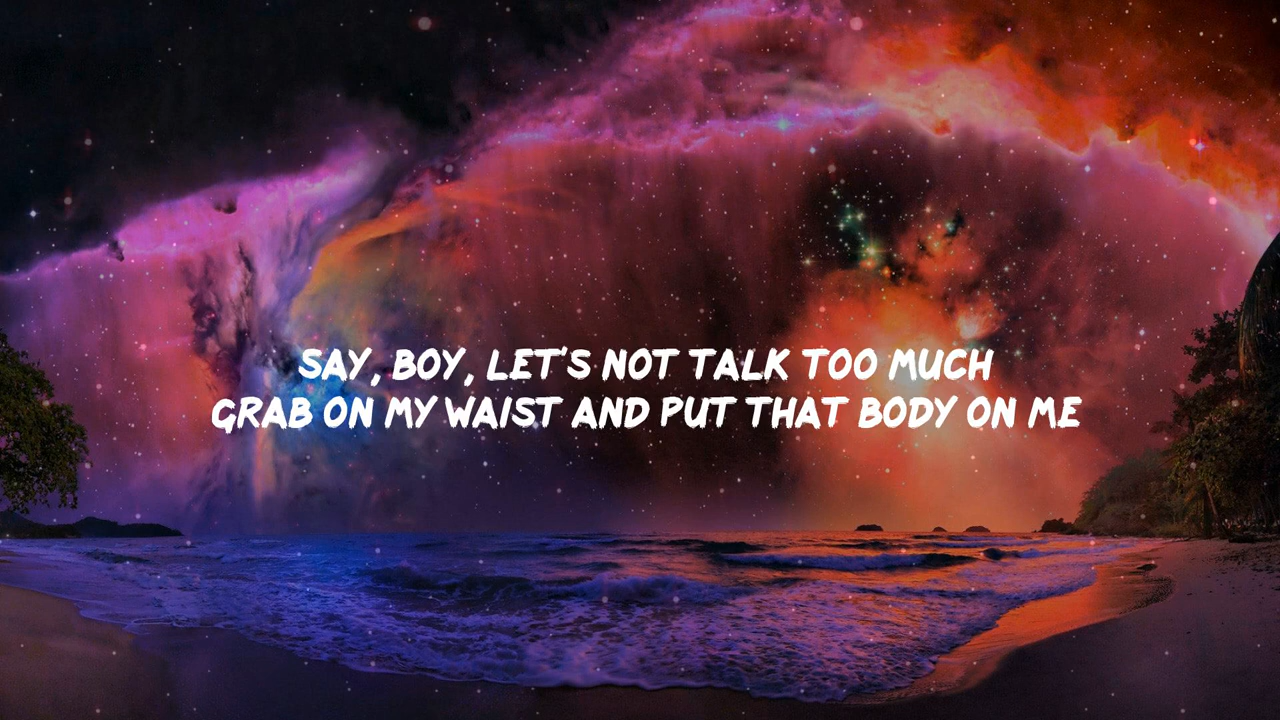 SAY, BOY, LET'S NOT TALK TOO MUCH
GRAB ON MY WAIST AND PUT THAT BODY ON ME